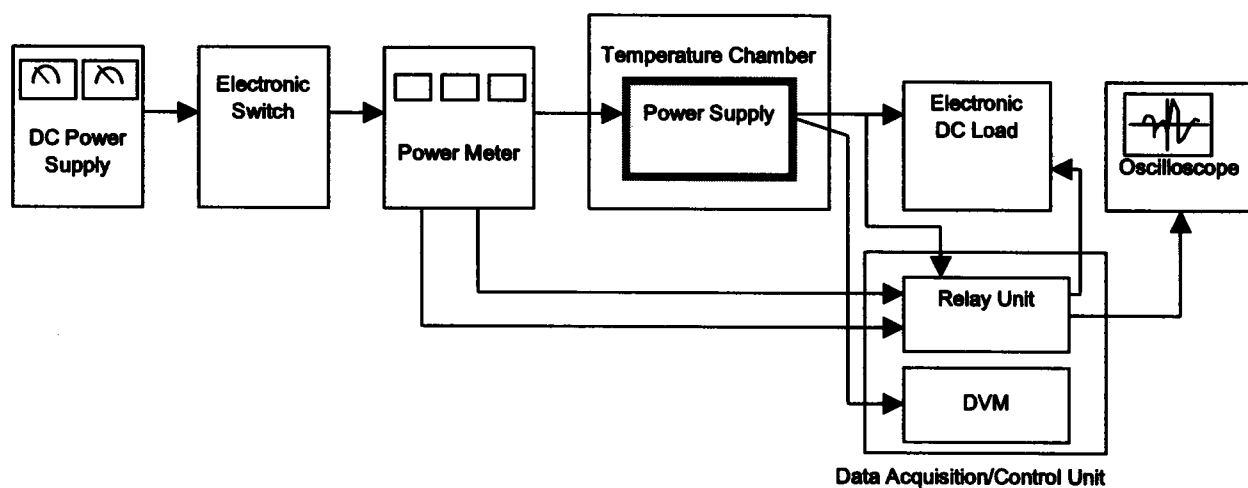 DC Power
Supply
Electronic
Switch
Power Meter
Temperature Chamber
Power Supply
Electronic
DC Load
Oscilloscope
Relay Unit
DVM
Data Acquisition/Control Unit